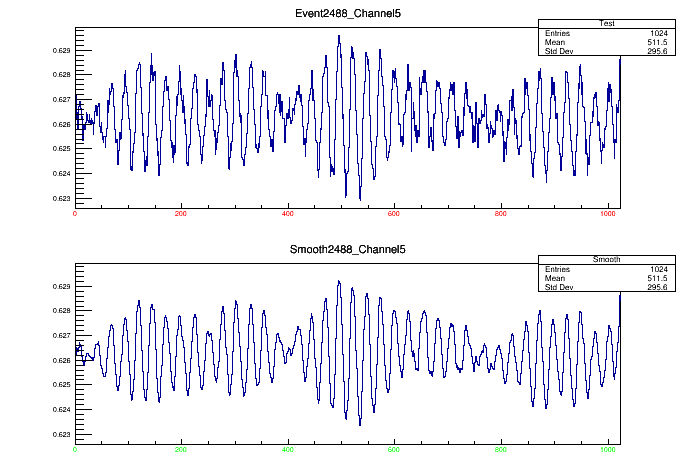 Event2488_Channel5
Test
Entries 1024
Mean 511.5
Std Dev 295.6
0.629
0.628
0.627
0.626
0.625
0.624
0.623
0 200 400 600 800 1000
Smooth2488_Channel5
Smooth
Entries 1024
Mean 511.5
Std Dev 295.6
0.629
0.628
0.627
0.626
0.625
0.624
0.623
0 200 400 600 800 1000